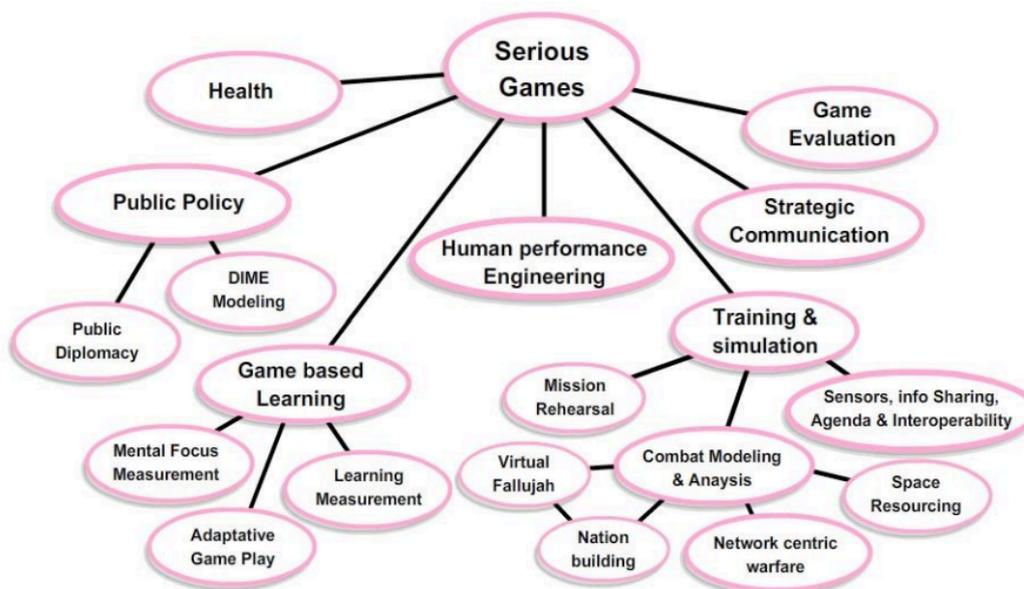 Serious
Games
Health
Game
Evaluation
Public Policy
Strategic
Communication
Human performance
Engineering
DIME
Modeling
Public
Diplomacy
Training &
simulation
Game based
Learning
Mission
Rehearsal
Sensors, info Sharing,
Agenda & Interoperability
Mental Focus
Measurement
Learning
Measurement
Virtual
Fallujah
Combat Modeling
& Anaysis
Space
Resourcing
Adaptative
Game Play
Nation
building
Network centric
warfare